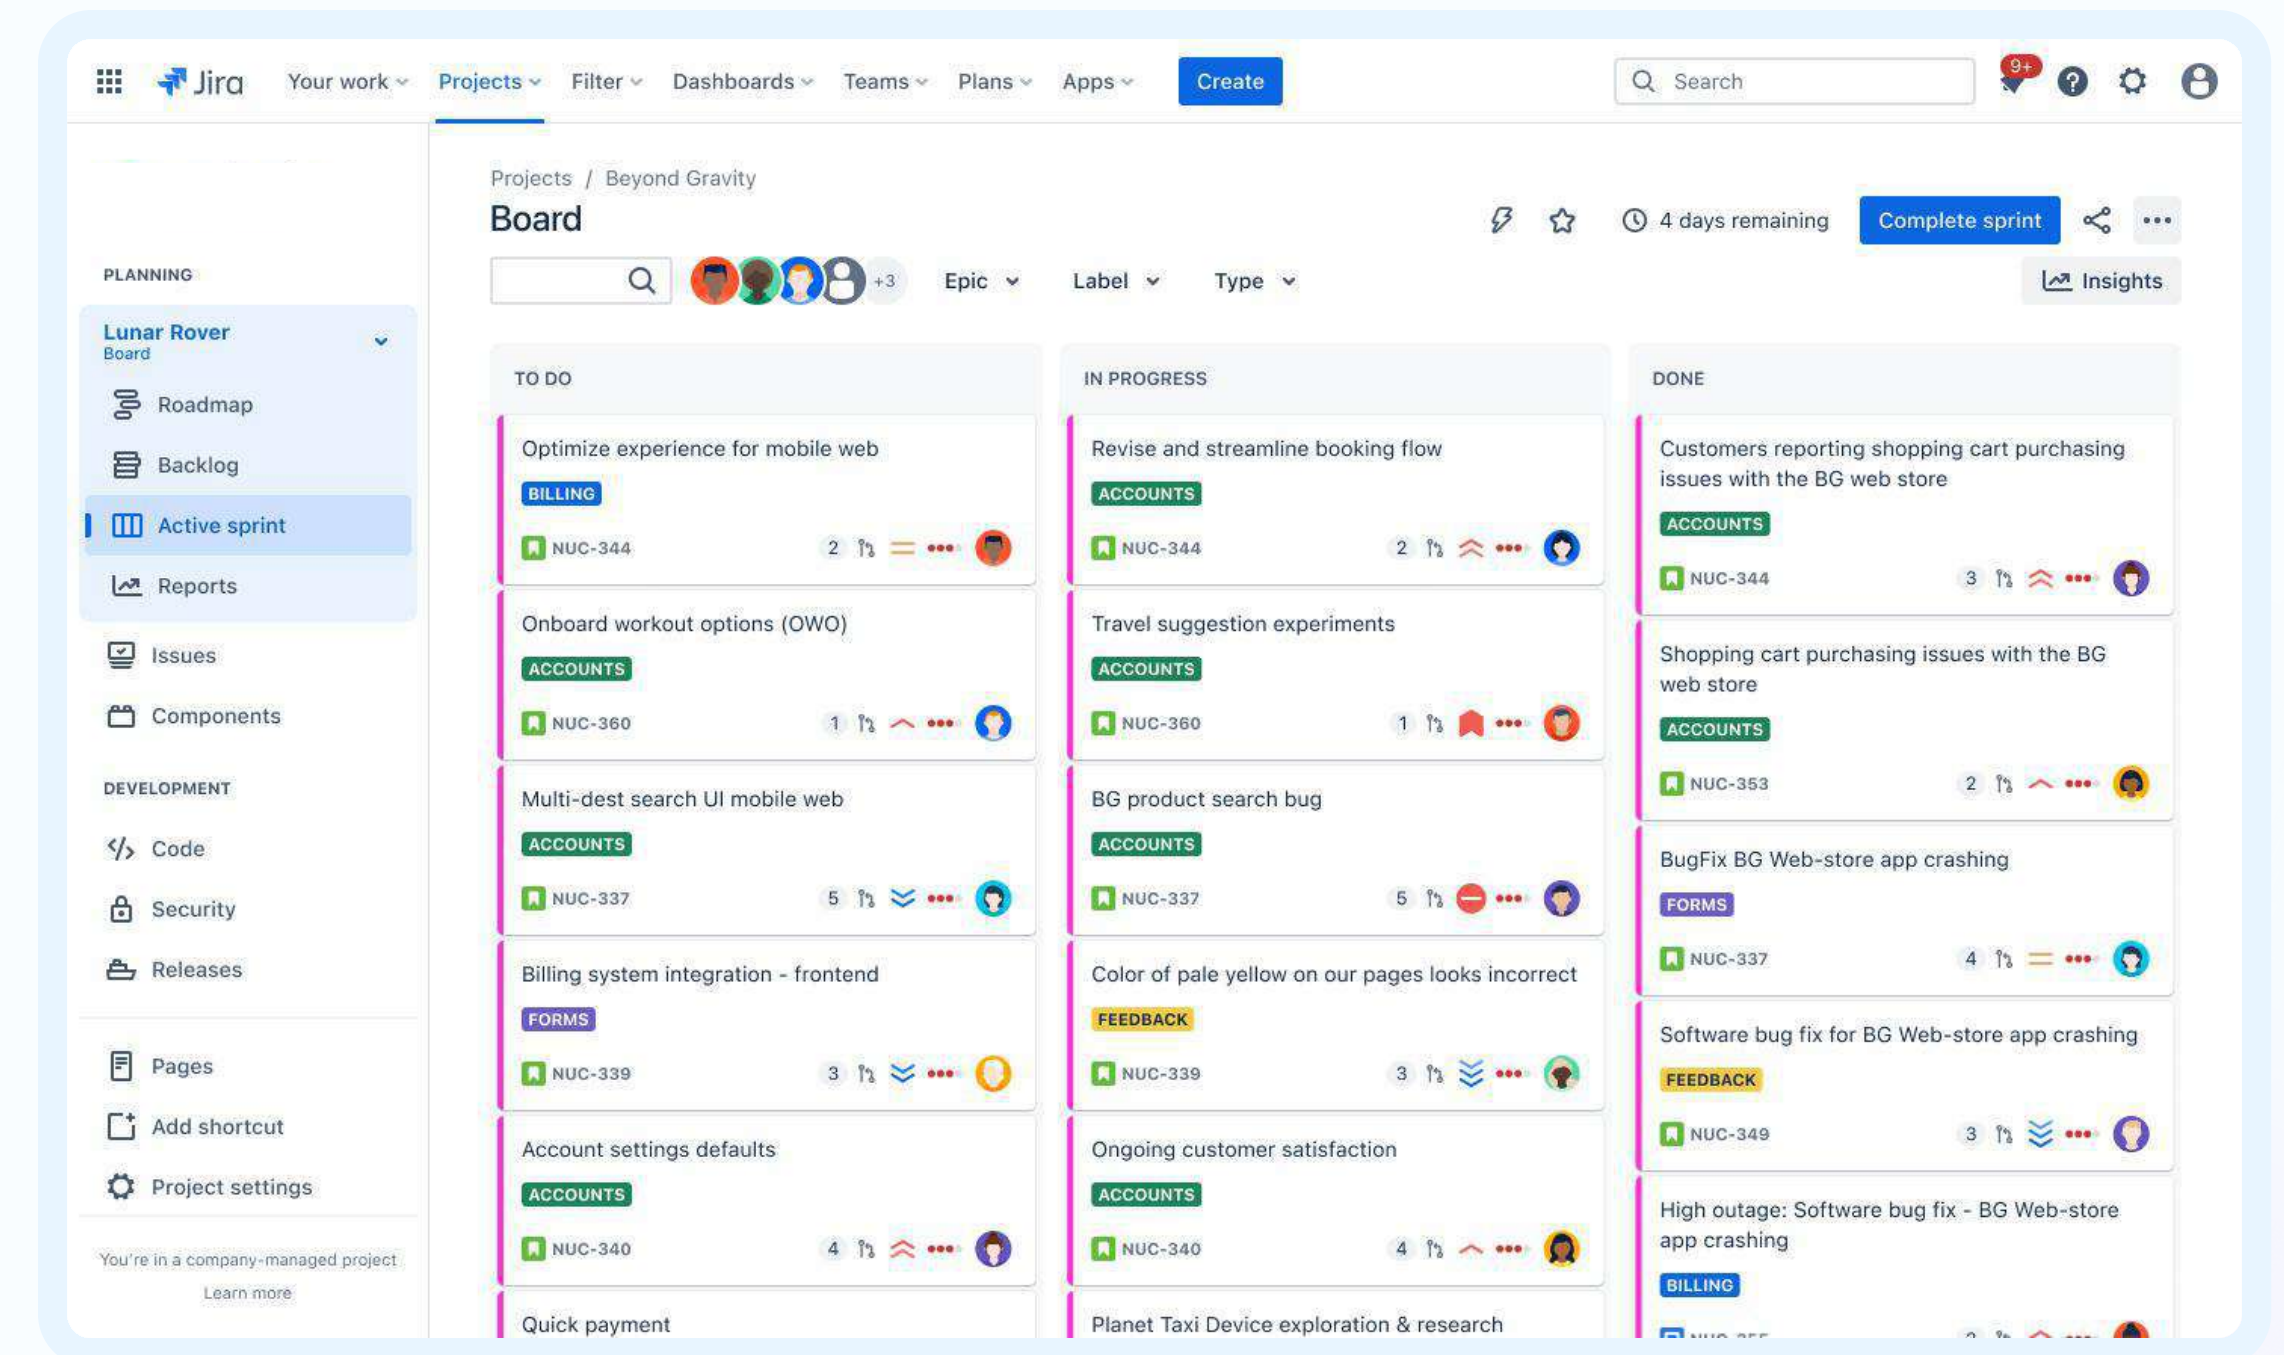 Jira
Your work
Projects
Filter
Dashboards
Teams
Plans
Apps
Create
Search
9+
?
PLANNING
Lunar Rover
Board
Roadmap
Backlog
Active sprint
Reports
Issues
Components
DEVELOPMENT
Code
Security
Releases
Pages
Add shortcut
Project settings
You're in a company-managed project
Learn more
Projects / Beyond Gravity
Board
4 days remaining
Complete sprint
+3
Epic
Label
Type
Insights
TO DO
Optimize experience for mobile web
BILLING
NUC-344 2
Onboard workout options (OWO)
ACCOUNTS
NUC-360 1
Multi-dest search UI mobile web
ACCOUNTS
NUC-337 5
Billing system integration - frontend
FORMS
NUC-339 3
Account settings defaults
ACCOUNTS
NUC-340 4
Quick payment
IN PROGRESS
Revise and streamline booking flow
ACCOUNTS
NUC-344 2
Travel suggestion experiments
ACCOUNTS
NUC-360 1
BG product search bug
ACCOUNTS
NUC-337 5
Color of pale yellow on our pages looks incorrect
FEEDBACK
NUC-339 3
Ongoing customer satisfaction
ACCOUNTS
NUC-340 4
Planet Taxi Device exploration & research
DONE
Customers reporting shopping cart purchasing
issues with the BG web store
ACCOUNTS
NUC-344 3
Shopping cart purchasing issues with the BG
web store
ACCOUNTS
NUC-353 2
BugFix BG Web-store app crashing
FORMS
NUC-337 4
Software bug fix for BG Web-store app crashing
FEEDBACK
NUC-349 3
High outage: Software bug fix - BG Web-store
app crashing
BILLING